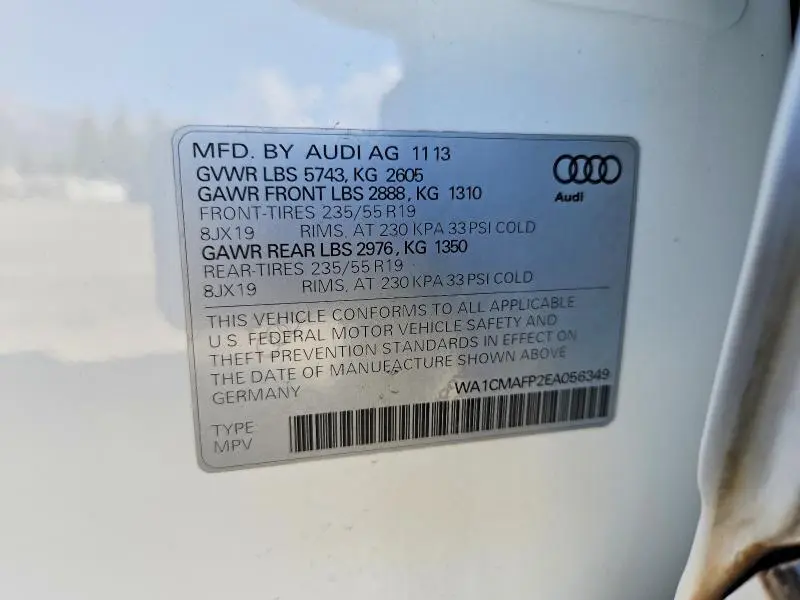 MFD. BY AUDI AG 11 13
GVWR LBS 5743, KG 2605
GAWR FRONT LBS 2888, KG 1310
FRONT-TIRES 235/55 R19
8JX19 RIMS, AT 230 KPA 33 PSI COLD
GAWR REAR LBS 2976, KG 1350
REAR-TIRES 235/55 R19
8JX19 RIMS, AT 230 KPA 33 PSI COLD
Audi
THIS VEHICLE CONFORMS TO ALL APPLICABLE
U.S. FEDERAL MOTOR VEHICLE SAFETY AND
THEFT PREVENTION STANDARDS IN EFFECT ON
THE DATE OF MANUFACTURE SHOWN ABOVE
GERMANY WA1CMAFP2EA056349
TYPE
MPV